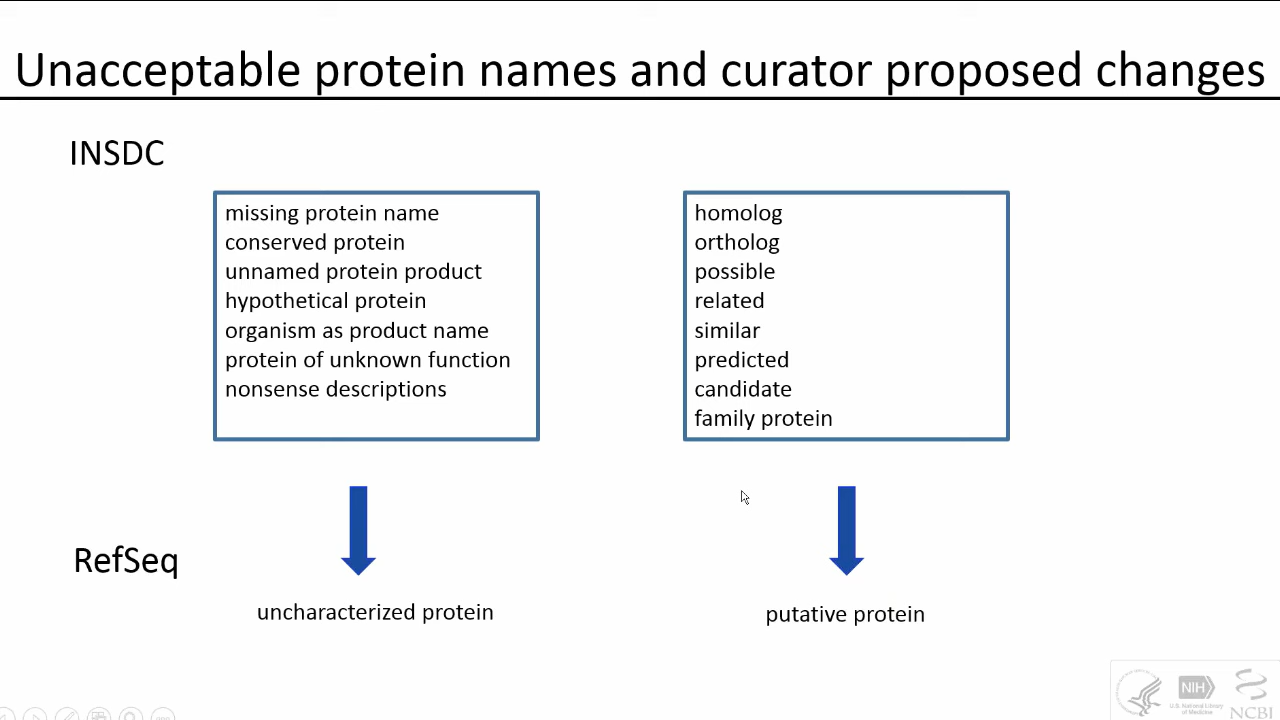 Unacceptable protein names and curator proposed changes
INSDC
missing protein name
conserved protein
unnamed protein product
hypothetical protein
organism as product name
protein of unknown function
nonsense descriptions
homolog
ortholog
possible
related
similar
predicted
candidate
family protein
RefSeq
uncharacterized protein
putative protein
NIH
U.S. National Library
of Medicine
NCBI